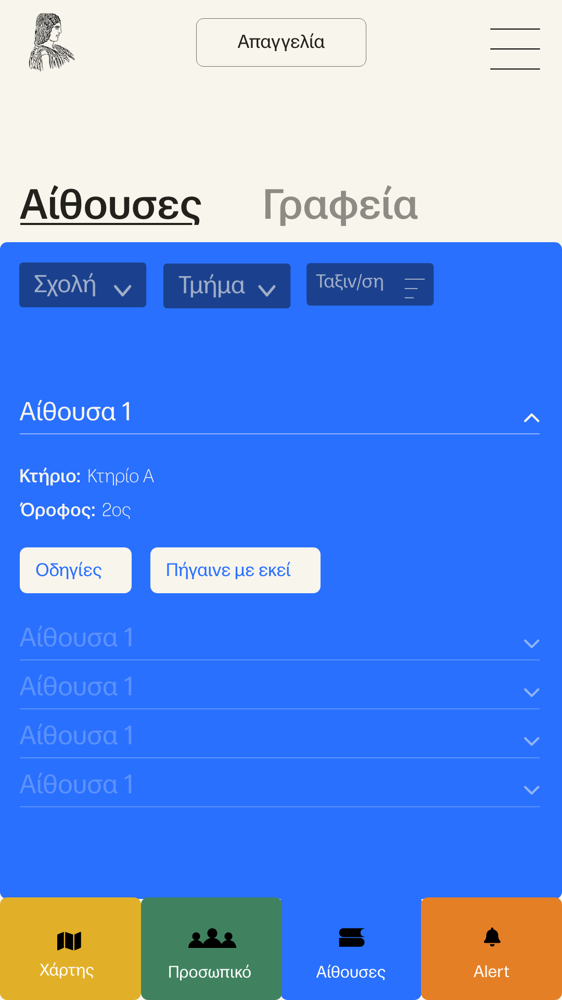 Απαγγελία
Αίθουσες Γραφεία
Σχολή Τμήμα Ταξιν/ση
Αίθουσα 1
Κτήριο: Κτηρίο Α
Όροφος: 2ος
Οδηγίες Πήγαινε με εκεί
Αίθουσα 1
Αίθουσα 1
Αίθουσα 1
Αίθουσα 1
Χάρτης Προσωπικό Αίθουσες Alert